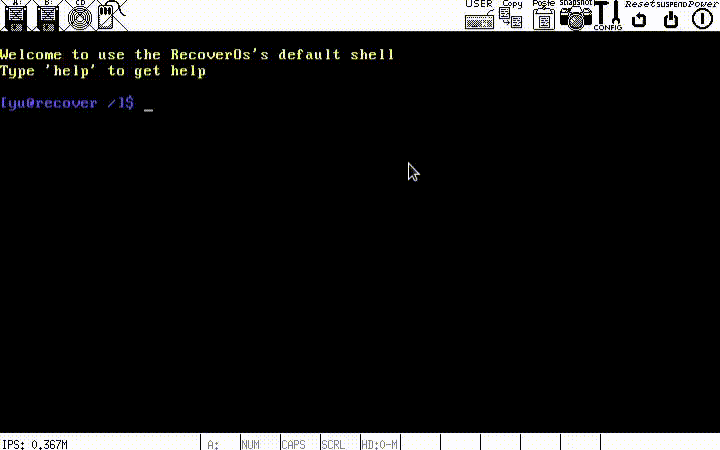 A: B: CD USER Copy Paste snapshot CONFIG Reset SUSPEND Power
Welcome to use the RecoverOs's default shell
Type 'help' to get help
[yu@recover /]$ _
IPS: 0.367M A: NUM CAPS SCRL HD:0-M